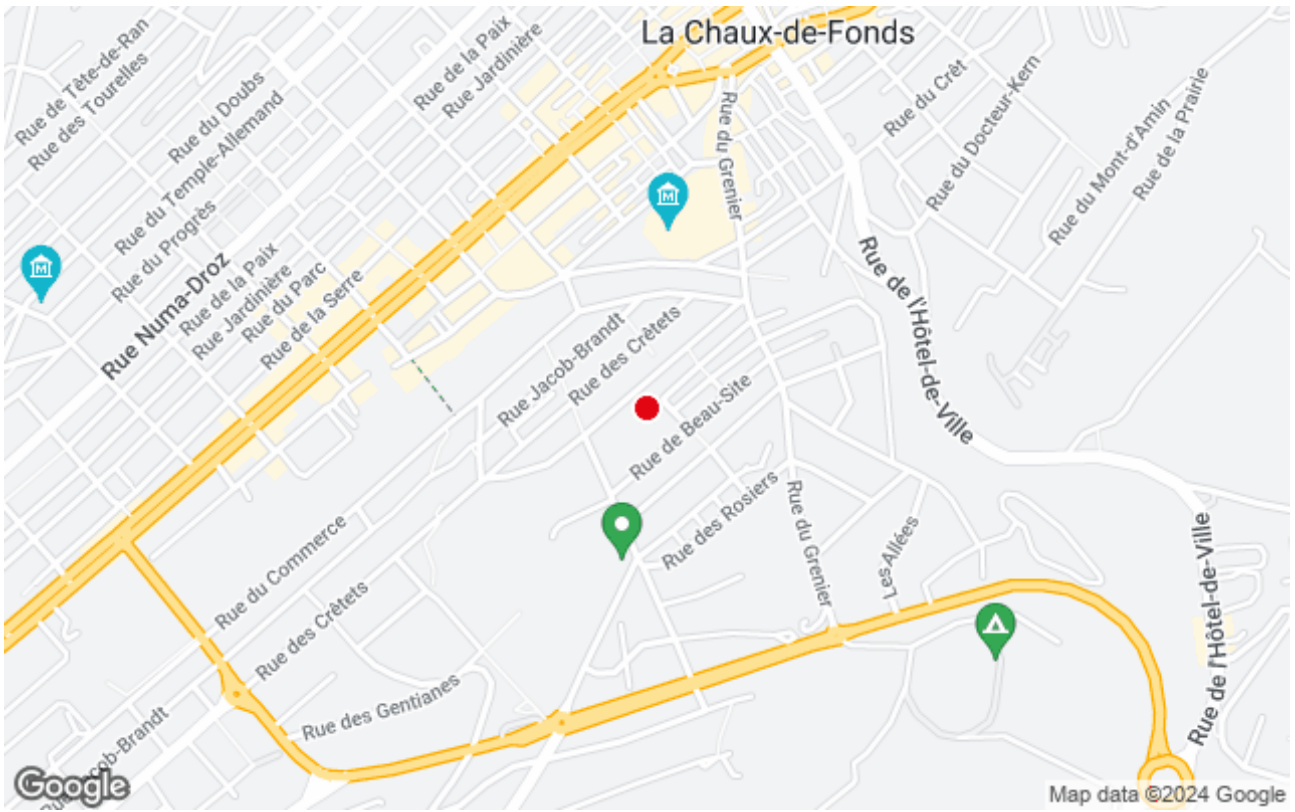 La Chaux-de-Fonds
Rue de Tête-de-Ran
Rue des Tourelles
Rue du Doubs
Rue du Temple-Allemand
Rue du Progrès
Rue de la Paix
Rue Jardinière
Rue du Grenier
Rue du Crêt
Rue du Docteur-Kern
Rue du Mont-d'Amin
Rue de la Prairie
M
M
Rue Numa-Droz
Rue de la Paix
Rue Jardinière
Rue du Parc
Rue de la Serre
Rue de l'Hôtel-de-Ville
Rue Jacob-Brandt
Rue des Crêtets
Rue de Beau-Site
Rue des Rosiers
Rue du Grenier
Les Allées
Rue de l'Hôtel-de-Ville
Rue du Commerce
Rue des Crêtets
Rue des Gentianes
Rue Jacob-Brandt
Google
Map data ©2024 Google